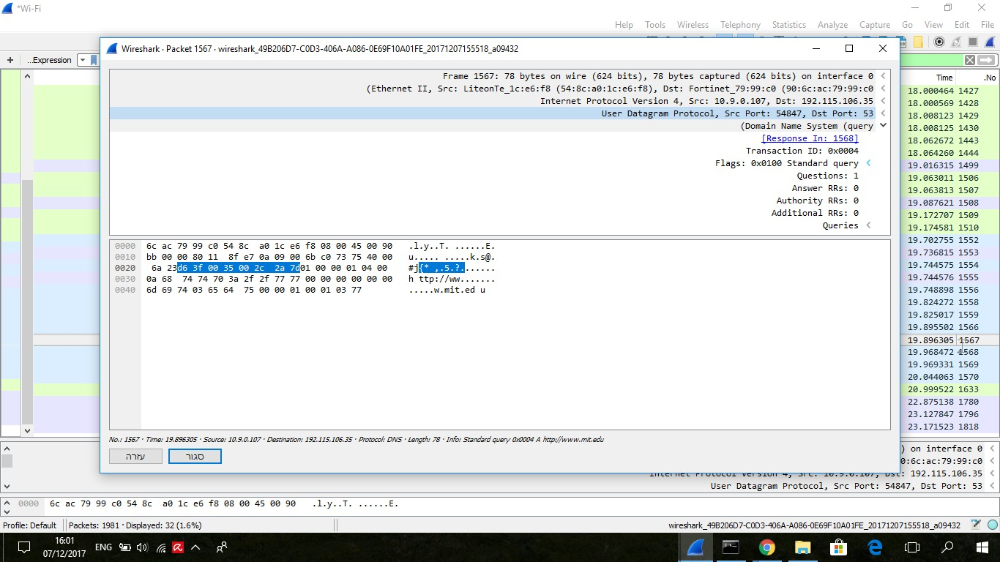 *Wi-Fi
Help Tools Wireless Telephony Statistics Analyze Capture Go View Edit File
+ ...Expression
Wireshark · Packet 1567 · wireshark_49B206D7-C0D3-406A-A086-0E69F10A01FE_20171207155518_a09432
Frame 1567: 78 bytes on wire (624 bits), 78 bytes captured (624 bits) on interface 0
(Ethernet II, Src: LiteonTe_1c:e6:f8 (54:8c:a0:1c:e6:f8), Dst: Fortinet_79:99:c0 (90:6c:ac:79:99:c0
Internet Protocol Version 4, Src: 10.9.0.107, Dst: 192.115.106.35
User Datagram Protocol, Src Port: 54847, Dst Port: 53
(Domain Name System (query
[Response In: 1568]
Transaction ID: 0x0004
Flags: 0x0100 Standard query
Questions: 1
Answer RRs: 0
Authority RRs: 0
Additional RRs: 0
Queries
0000 6c ac 79 99 c0 54 8c a0 1c e6 f8 08 00 45 00 90 .l.y..T. ......E.
0010 bb 00 00 80 11 8f e7 0a 09 00 6b c0 73 75 40 00 u...........k.s@.
0020 6a 23 d6 3f 00 35 00 2c 2a 7d 01 00 00 01 04 00 #j{* ,.5.?.......
0030 0a 68 74 74 70 3a 2f 2f 77 77 00 00 00 00 00 00 h ttp://ww.......
0040 6d 69 74 03 65 64 75 00 00 01 00 01 03 77 .....w.mit.ed u
No.: 1567 · Time: 19.896305 · Source: 10.9.0.107 · Destination: 192.115.106.35 · Protocol: DNS · Length: 78 · Info: Standard query 0x0004 A http://www.mit.edu
עזרה סגור
Time .No
18.000464 1427
18.000569 1428
18.008123 1429
18.008125 1430
18.062672 1443
18.064260 1444
19.016315 1499
19.063011 1506
19.063813 1507
19.087621 1508
19.172707 1509
19.174581 1510
19.702755 1552
19.736815 1553
19.744575 1554
19.744576 1555
19.748898 1556
19.824272 1558
19.825017 1559
19.895502 1566
19.896305 1567
19.968472 1568
19.969331 1569
20.044063 1570
20.999522 1633
22.875138 1780
23.127847 1796
23.171523 1818
) on interface 0
0:6c:ac:79:99:c0
Internet Protocol Version 4, Src: 10.9.0.107, Dst: 192.115.106.35
User Datagram Protocol, Src Port: 54847, Dst Port: 53
0000 6c ac 79 99 c0 54 8c a0 1c e6 f8 08 00 45 00 90 .l.y..T. ......E.
Profile: Default Packets: 1981 · Displayed: 32 (1.6%) wireshark_49B206D7-C0D3-406A-A086-0E69F10A01FE_20171207155518_a09432
16:01
07/12/2017
ENG